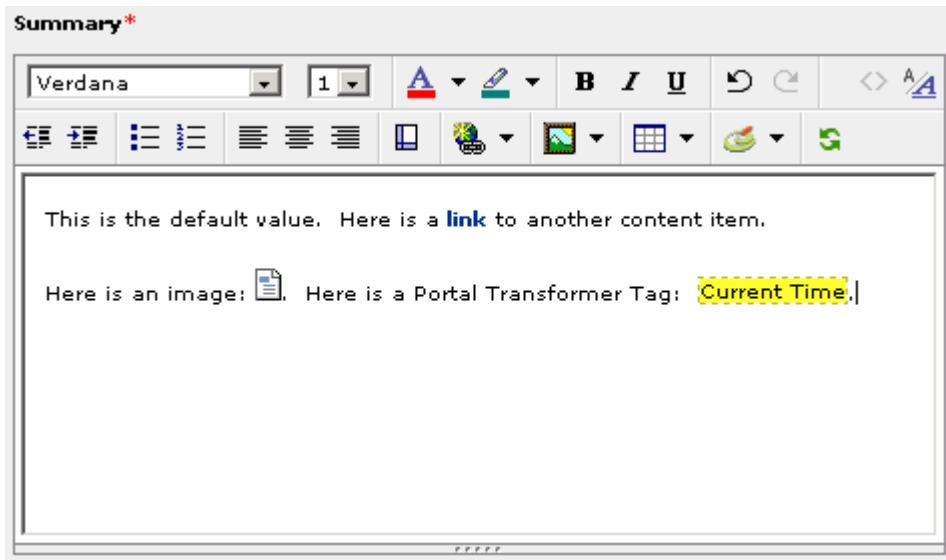 Summary*
Verdana 1 A B I U <> A/A
This is the default value. Here is a link to another content item.
Here is an image: . Here is a Portal Transformer Tag: Current Time.